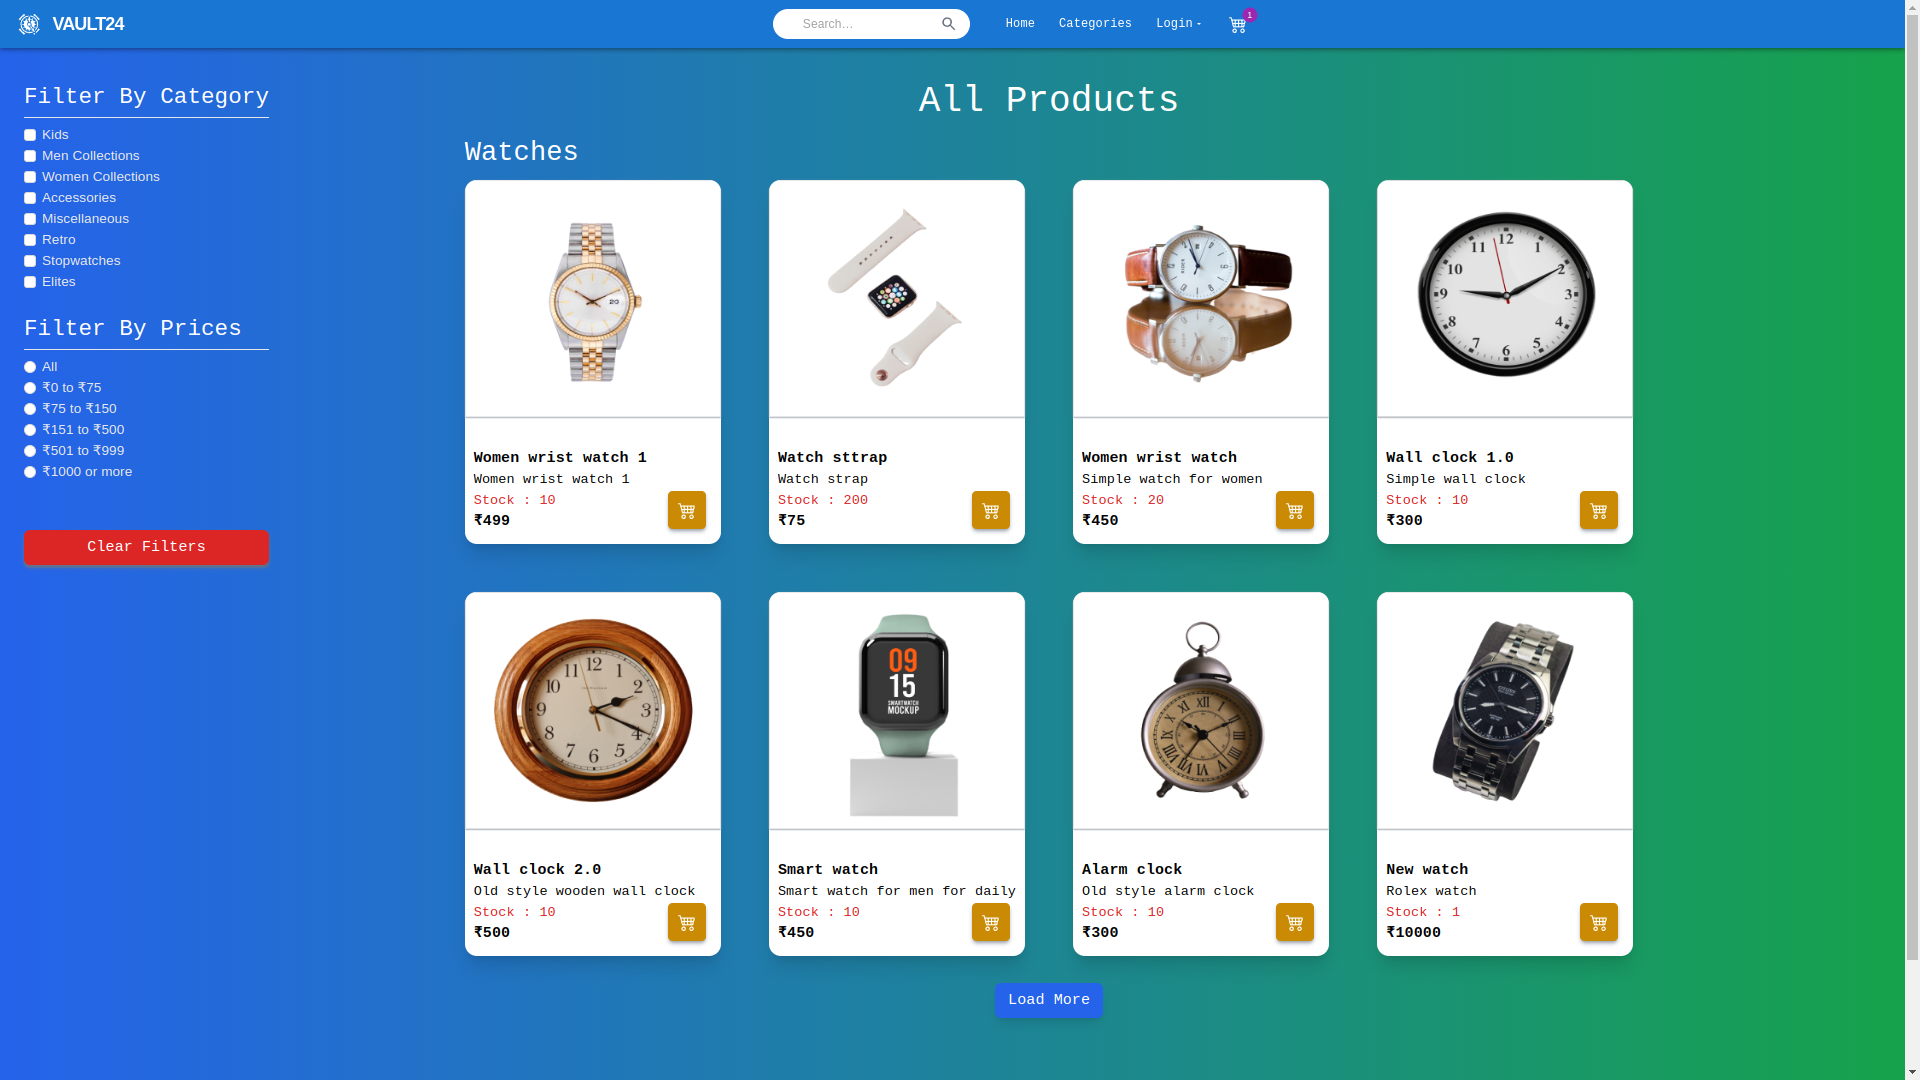 VAULT24
Search…
Home
Categories
Login
1
Filter By Category
Kids
Men Collections
Women Collections
Accessories
Miscellaneous
Retro
Stopwatches
Elites
Filter By Prices
All
₹0 to ₹75
₹75 to ₹150
₹151 to ₹500
₹501 to ₹999
₹1000 or more
Clear Filters
All Products
Watches
Women wrist watch 1
Women wrist watch 1
Stock : 10
₹499
Watch sttrap
Watch strap
Stock : 200
₹75
Women wrist watch
Simple watch for women
Stock : 20
₹450
Wall clock 1.0
Simple wall clock
Stock : 10
₹300
Wall clock 2.0
Old style wooden wall clock
Stock : 10
₹500
09
15
SMARTWATCH
MOCKUP
Smart watch
Smart watch for men for daily
Stock : 10
₹450
Alarm clock
Old style alarm clock
Stock : 10
₹300
New watch
Rolex watch
Stock : 1
₹10000
Load More